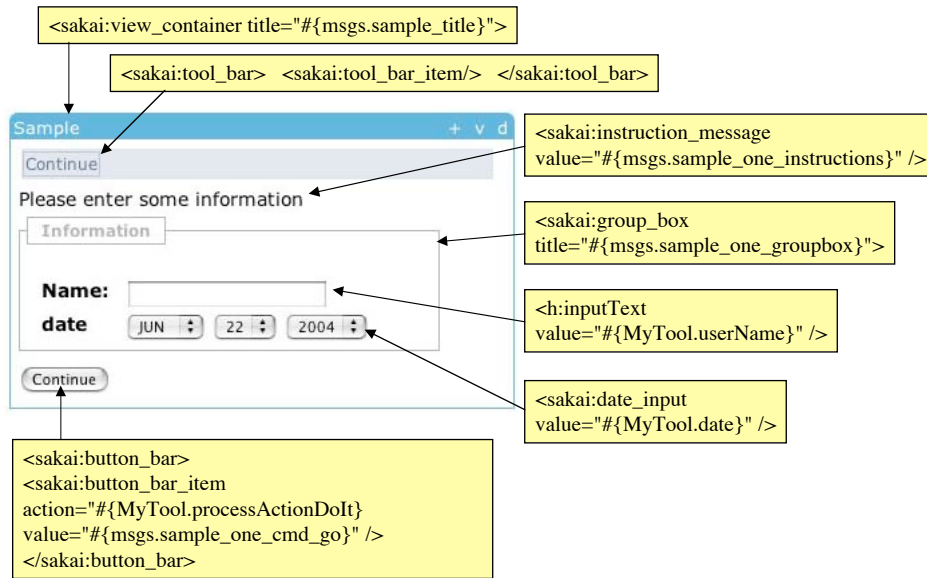 <sakai:view_container title="#{msgs.sample_title}">
<sakai:tool_bar> <sakai:tool_bar_item/> </sakai:tool_bar>
Sample + v d
Continue
<sakai:instruction_message
value="#{msgs.sample_one_instructions}" />
Please enter some information
Information
<sakai:group_box
title="#{msgs.sample_one_groupbox}">
Name:
<h:inputText
value="#{MyTool.userName}" />
date JUN 22 2004
Continue
<sakai:date_input
value="#{MyTool.date}" />
<sakai:button_bar>
<sakai:button_bar_item
action="#{MyTool.processActionDoIt}
value="#{msgs.sample_one_cmd_go}" />
</sakai:button_bar>